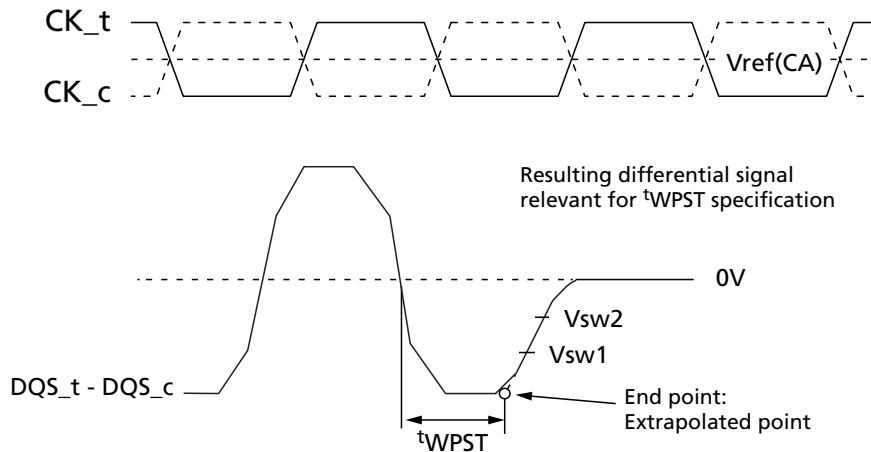 CK_t
Vref(CA)
CK_c
Resulting differential signal
relevant for tWPST specification
0V
Vsw2
Vsw1
DQS_t - DQS_c
End point:
Extrapolated point
tWPST